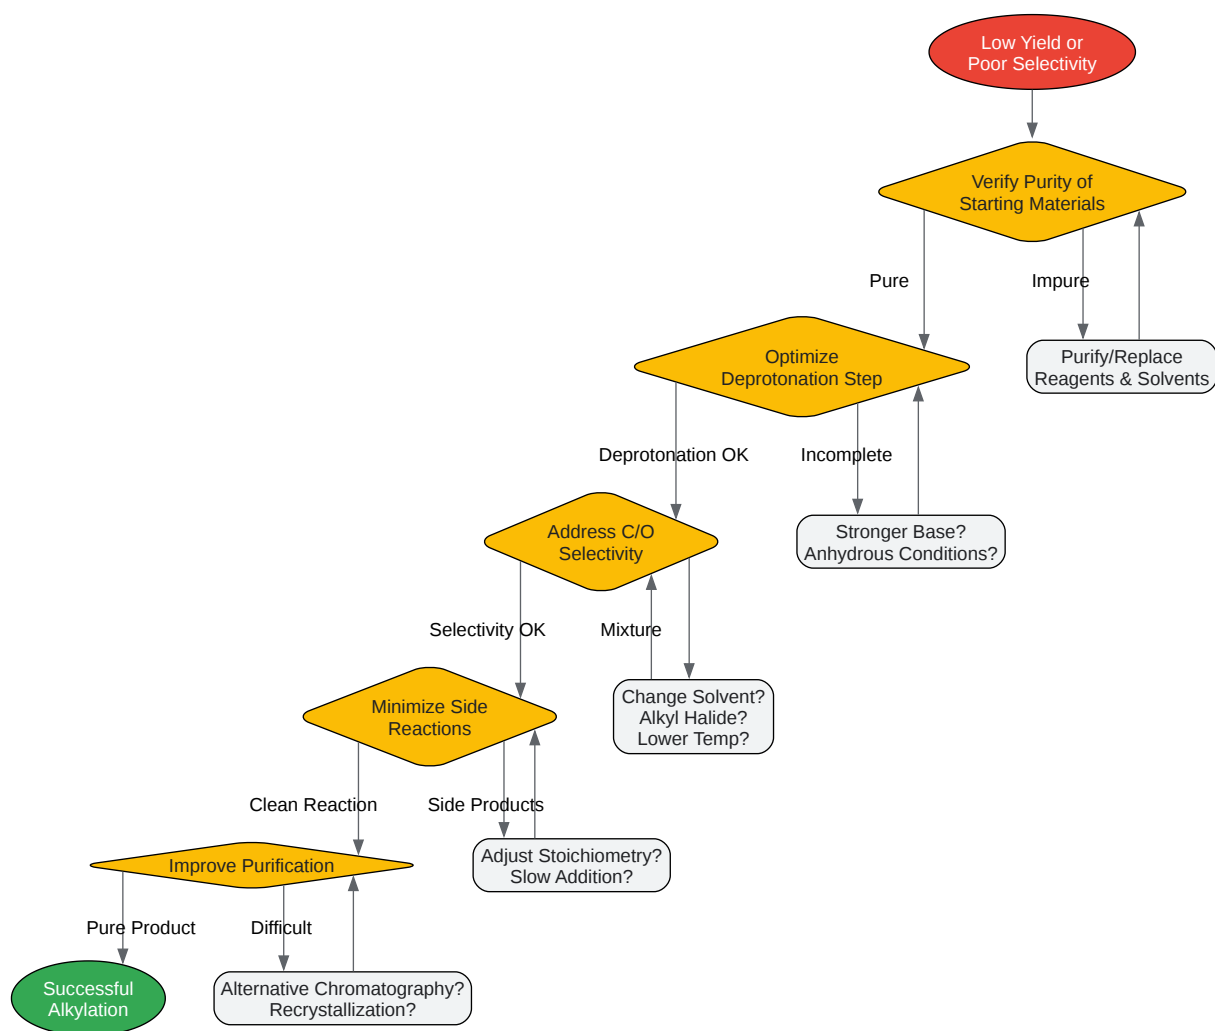 Low Yield or
Poor Selectivity
Verify Purity of
Starting Materials
Pure
Impure
Optimize
Deprotonation Step
Purify/Replace
Reagents & Solvents
Deprotonation OK
Incomplete
Address C/O
Selectivity
Stronger Base?
Anhydrous Conditions?
Selectivity OK
Mixture
Minimize Side
Reactions
Change Solvent?
Alkyl Halide?
Lower Temp?
Clean Reaction
Side Products
Improve Purification
Adjust Stoichiometry?
Slow Addition?
Pure Product
Difficult
Successful
Alkylation
Alternative Chromatography?
Recrystallization?